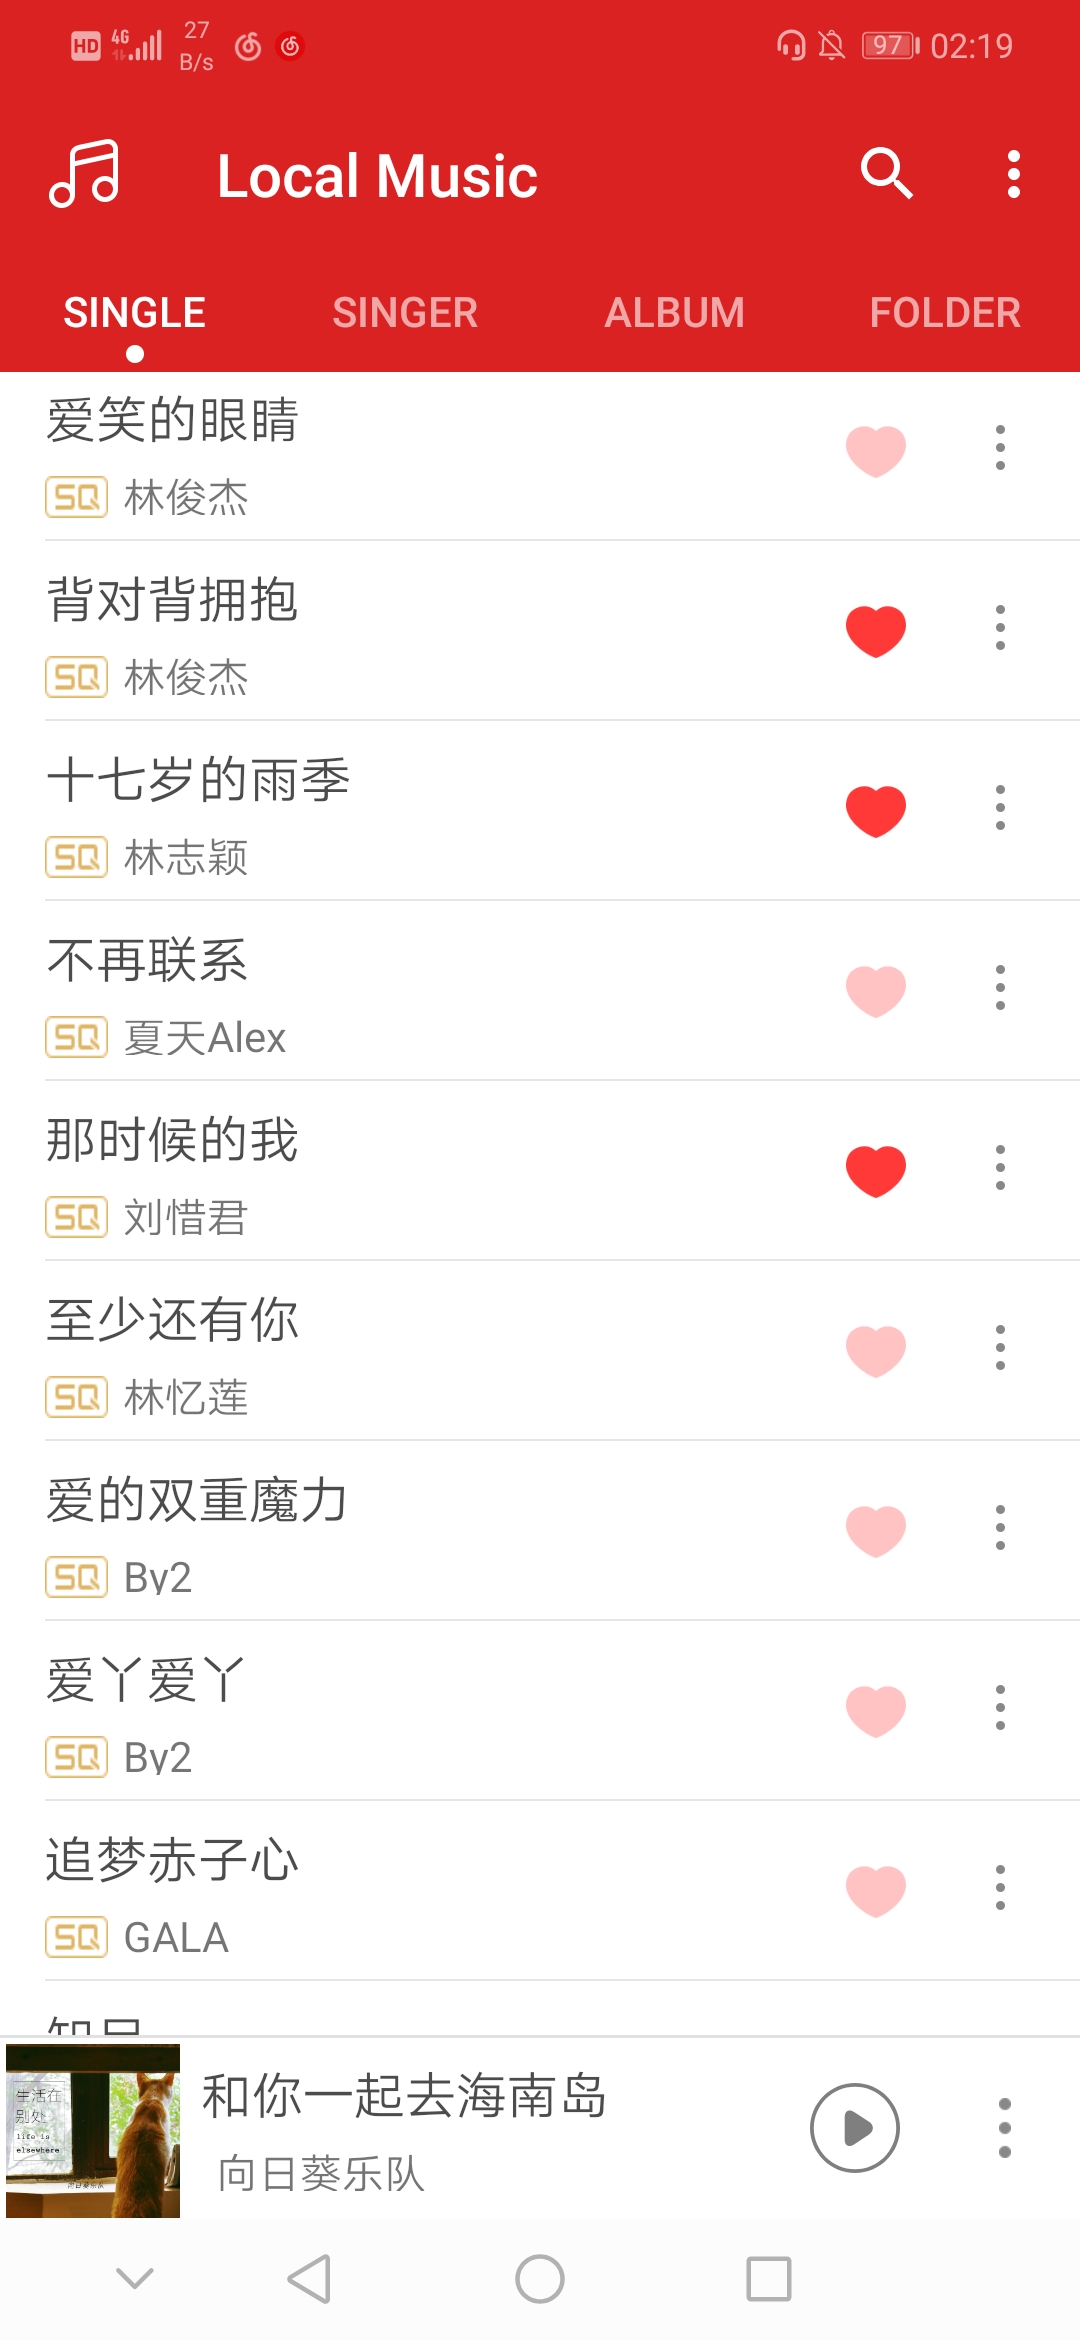 HD 4G 27 B/s 97 02:19
Local Music
SINGLE SINGER ALBUM FOLDER
爱笑的眼睛
SQ 林俊杰
背对背拥抱
SQ 林俊杰
十七岁的雨季
SQ 林志颖
不再联系
SQ 夏天Alex
那时候的我
SQ 刘惜君
至少还有你
SQ 林忆莲
爱的双重魔力
SQ By2
爱丫爱丫
SQ By2
追梦赤子心
SQ GALA
生活在
别处
life is
elsewhere
向日葵乐队
和你一起去海南岛
向日葵乐队